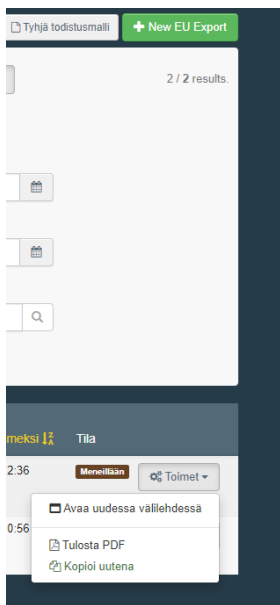 Tyhjä todistusmalli New EU Export
2 / 2 results.
meksi Tila
2:36 Meneillään Toimet
Avaa uudessa välilehdessä
0:56
Tulosta PDF
Kopioi uutena